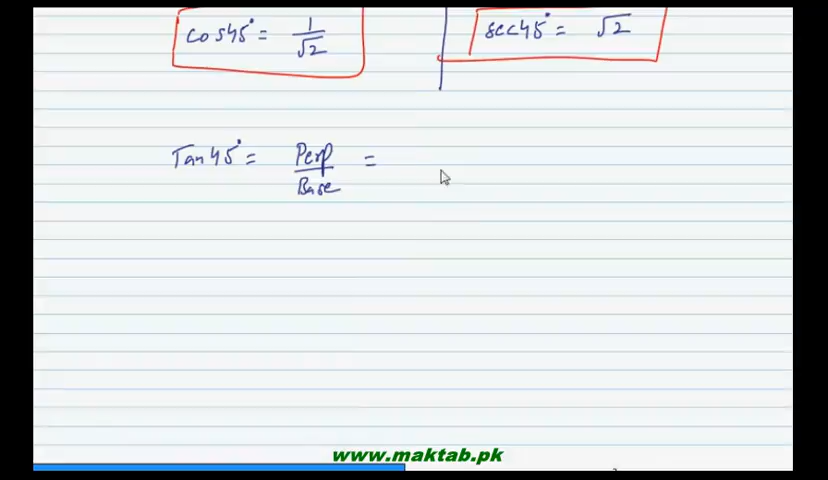 cos45° = 1/√2
sec45° = √2
Tan45° = Perp/Base =
www.maktab.pk